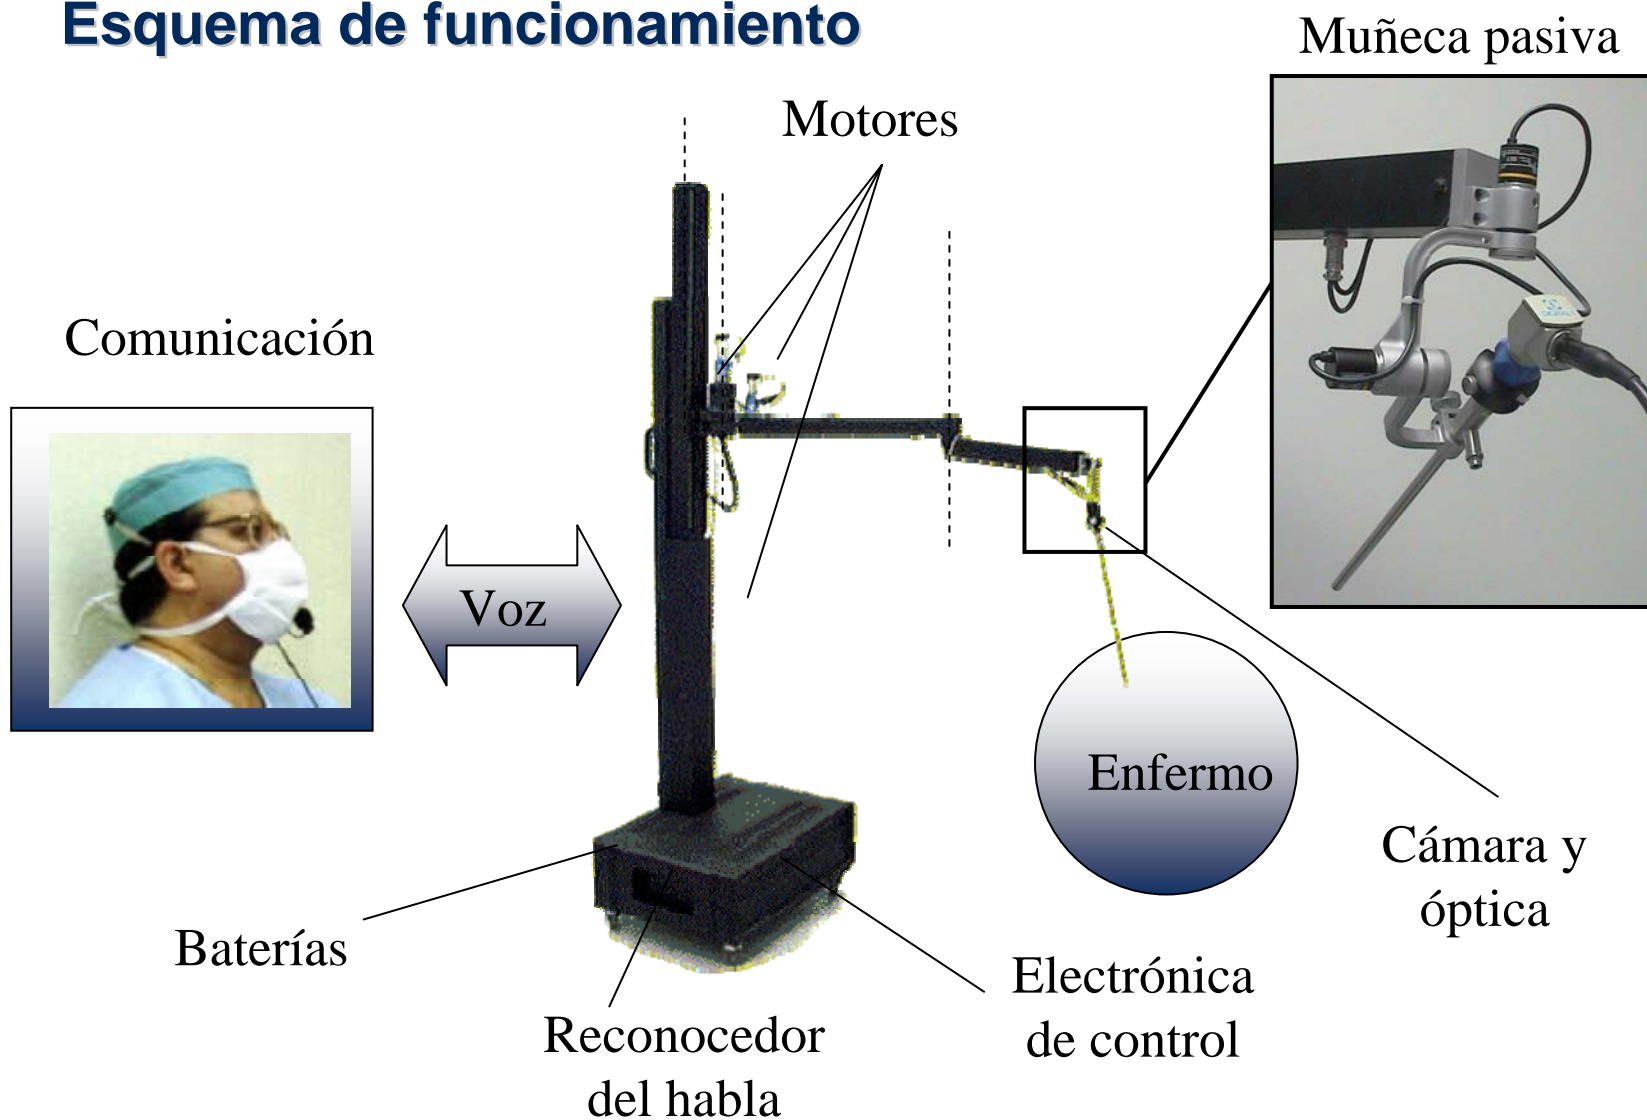 Esquema de funcionamiento
Muñeca pasiva
Motores
Comunicación
Voz
Enfermo
Cámara y
óptica
Baterías
Electrónica
de control
Reconocedor
del habla